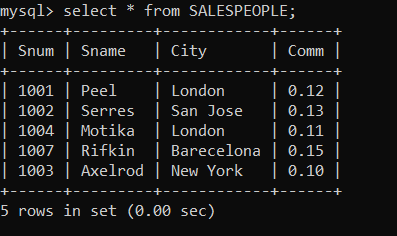 mysql> select * from SALESPEOPLE;
+------+---------+------------+------+
| Snum | Sname   | City       | Comm |
+------+---------+------------+------+
| 1001 | Peel    | London     | 0.12 |
| 1002 | Serres  | San Jose   | 0.13 |
| 1004 | Motika  | London     | 0.11 |
| 1007 | Rifkin  | Barecelona | 0.15 |
| 1003 | Axelrod | New York   | 0.10 |
+------+---------+------------+------+
5 rows in set (0.00 sec)